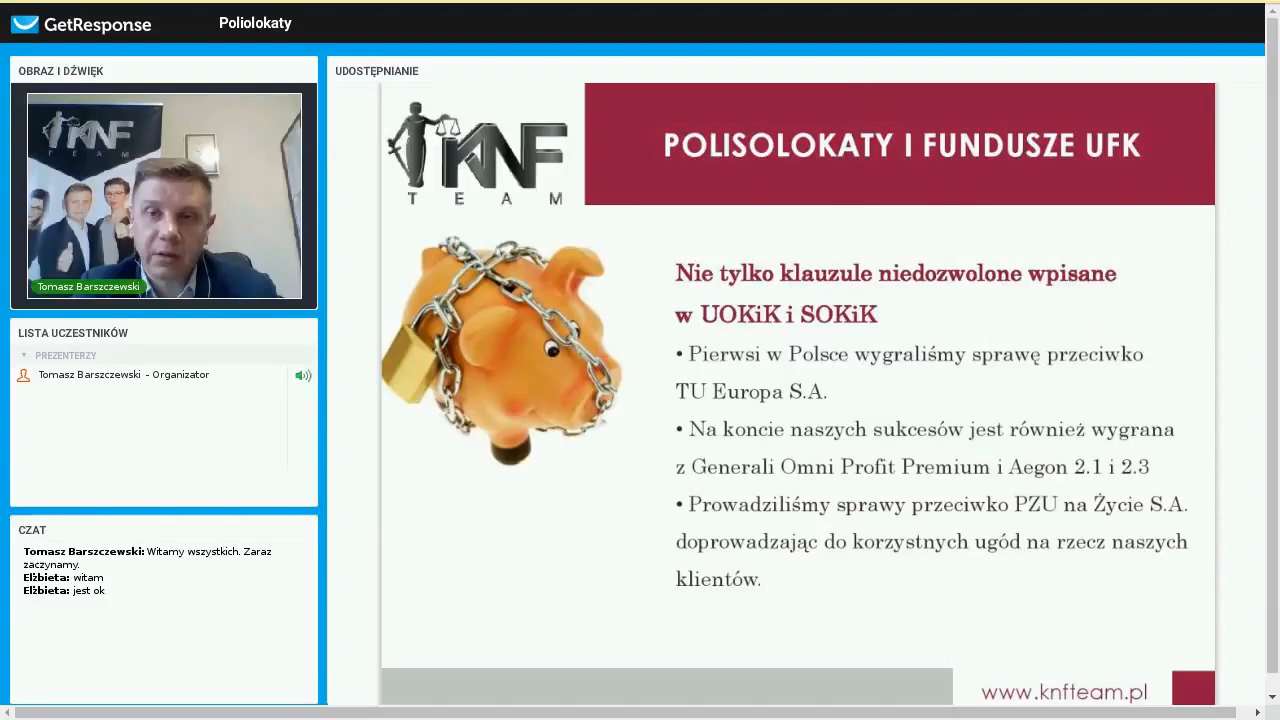 GetResponse
Poliolokaty
OBRAZ I DŹWIĘK
KNF
TEAM
Tomasz Barszczewski
LISTA UCZESTNIKÓW
PREZENTERZY
Tomasz Barszczewski - Organizator
CZAT
Tomasz Barszczewski: Witamy wszystkich. Zaraz
zaczynamy.
Elżbieta: witam
Elżbieta: jest ok
UDOSTĘPNIANIE
KNF
TEAM
POLISOLOKATY I FUNDUSZE UFK
Nie tylko klauzule niedozwolone wpisane
w UOKiK i SOKiK
• Pierwsi w Polsce wygraliśmy sprawę przeciwko
TU Europa S.A.
• Na koncie naszych sukcesów jest również wygrana
z Generali Omni Profit Premium i Aegon 2.1 i 2.3
• Prowadziliśmy sprawy przeciwko PZU na Życie S.A.
doprowadzając do korzystnych ugód na rzecz naszych
klientów.
www.knfteam.pl